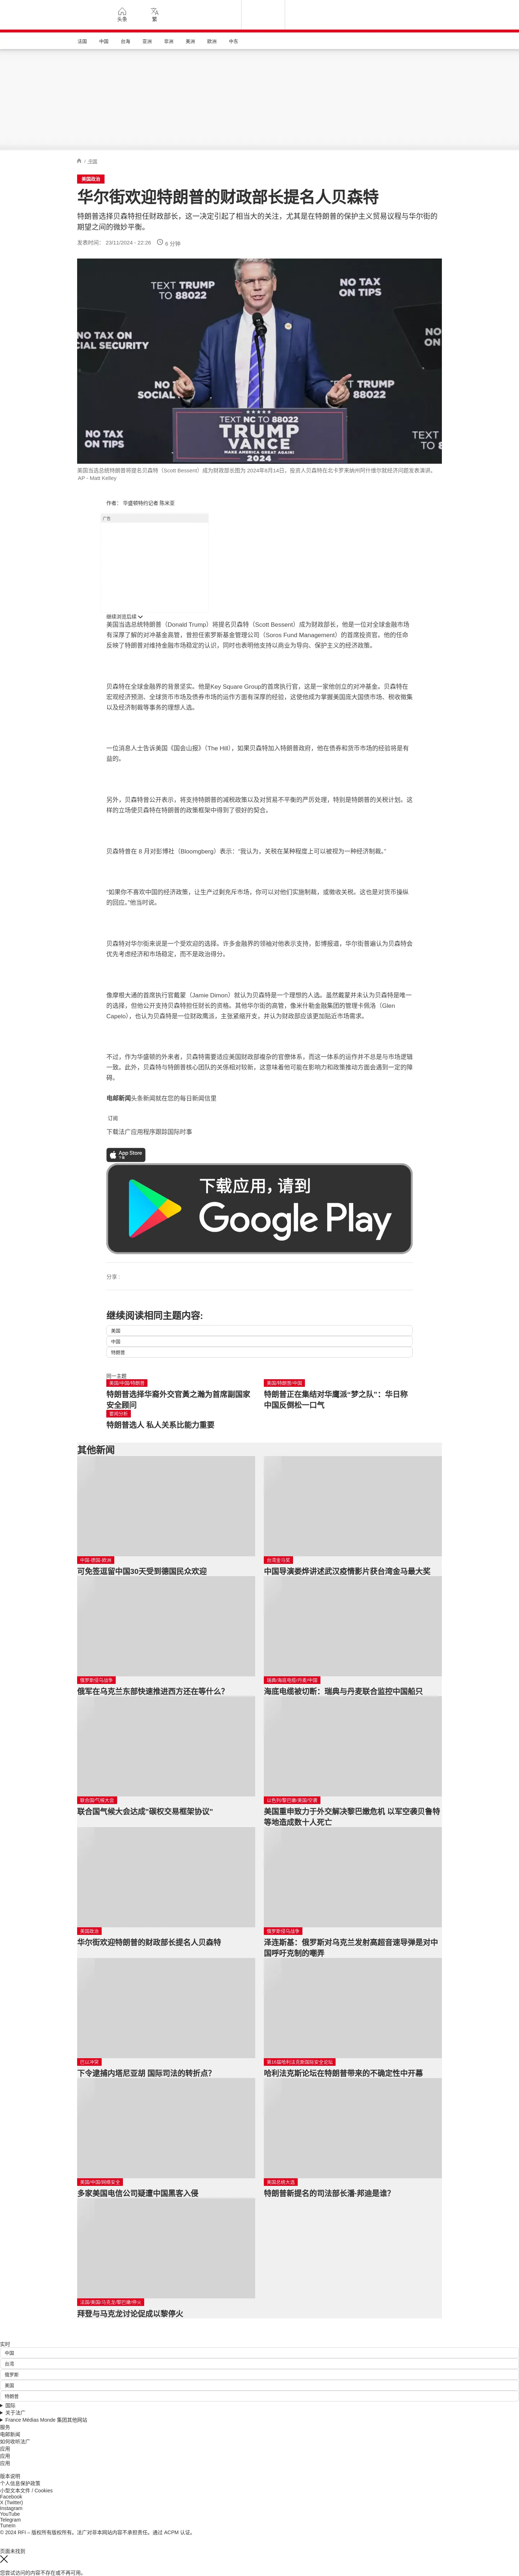 头条
繁
法国
中国
台海
亚洲
非洲
美洲
欧洲
中东
/ 中国
美国政治
华尔街欢迎特朗普的财政部长提名人贝森特
特朗普选择贝森特担任财政部长，这一决定引起了相当大的关注，尤其是在特朗普的保护主义贸易议程与华尔街的
期望之间的微妙平衡。
发表时间： 23/11/2024 - 22:26
6 分钟
TEXT TRUMP
TO 88022
NO TAX
ON TIPS
NO TAX ON
SOCIAL SECURITY
NO TAX
ON TIPS
TEXT NC TO 88022
TRUMP
VANCE
MAKE AMERICA GREAT AGAIN!
2024
美国当选总统特朗普将提名贝森特（Scott Bessent）成为财政部长图为 2024年8月14日，投资人贝森特在北卡罗来纳州阿什维尔就经济问题发表演讲。
AP - Matt Kelley
作者： 华盛顿特约记者 陈米亚
广告
继续浏览后续
美国当选总统特朗普（Donald Trump）将提名贝森特（Scott Bessent）成为财政部长，他是一位对全球金融市场
有深厚了解的对冲基金高管，曾担任索罗斯基金管理公司（Soros Fund Management）的首席投资官。他的任命
反映了特朗普对维持金融市场稳定的认识，同时也表明他支持以商业为导向、保护主义的经济政策。
贝森特在全球金融界的背景坚实。他是Key Square Group的首席执行官，这是一家他创立的对冲基金。贝森特在
宏观经济预测、全球货币市场及债券市场的运作方面有深厚的经验，这使他成为掌握美国庞大国债市场、税收徵集
以及经济制裁等事务的理想人选。
一位消息人士告诉美国《国会山报》（The Hill），如果贝森特加入特朗普政府，他在债券和货币市场的经验将是有
益的。
另外，贝森特曾公开表示，将支持特朗普的减税政策以及对贸易不平衡的严厉处理，特别是特朗普的关税计划。这
样的立场使贝森特在特朗普的政策框架中得到了很好的契合。
贝森特曾在 8 月对彭博社（Bloomgberg）表示：“我认为，关税在某种程度上可以被视为一种经济制裁。”
“如果你不喜欢中国的经济政策，让生产过剩充斥市场，你可以对他们实施制裁，或徵收关税。这也是对货币操纵
的回应。”他当时说。
贝森特对华尔街来说是一个受欢迎的选择。许多金融界的领袖对他表示支持，彭博报道，华尔街普遍认为贝森特会
优先考虑经济和市场稳定，而不是政治得分。
像摩根大通的首席执行官戴蒙（Jamie Dimon）就认为贝森特是一个理想的人选。虽然戴蒙并未认为贝森特是唯一
的选择，但他公开支持贝森特担任财长的资格。其他华尔街的高管，像米什勒金融集团的管理卡佩洛（Glen
Capelo），也认为贝森特是一位财政鹰派，主张紧缩开支，并认为财政部应该更加贴近市场需求。
不过，作为华盛顿的外来者，贝森特需要适应美国财政部複杂的官僚体系，而这一体系的运作并不总是与市场逻辑
一致。此外，贝森特与特朗普核心团队的关係相对较新，这意味着他可能在影响力和政策推动方面会遇到一定的障
碍。
电邮新闻头条新闻就在您的每日新闻信里
订阅
下载法广应用程序跟踪国际时事
App Store
下载
下载应用，请到
Google Play
分享 :
继续阅读相同主题内容:
美国
中国
特朗普
同一主题
美国/中国/特朗普
特朗普选择华裔外交官黄之瀚为首席副国家
安全顾问
美国/特朗普/中国
特朗普正在集结对华鹰派“梦之队”：华日称
中国反倒松一口气
要闻分析
特朗普选人 私人关系比能力重要
其他新闻
中国-德国-欧洲
可免签逗留中国30天受到德国民众欢迎
台湾金马奖
中国导演娄烨讲述武汉疫情影片获台湾金马最大奖
俄罗斯侵乌战争
俄军在乌克兰东部快速推进西方还在等什么？
瑞典/海底电缆/丹麦/中国
海底电缆被切断：瑞典与丹麦联合监控中国船只
联合国/气候大会
联合国气候大会达成"碳权交易框架协议"
以色列/黎巴嫩/美国/空袭
美国重申致力于外交解决黎巴嫩危机 以军空袭贝鲁特
等地造成数十人死亡
美国政治
华尔街欢迎特朗普的财政部长提名人贝森特
俄罗斯侵乌战争
泽连斯基：俄罗斯对乌克兰发射高超音速导弹是对中
国呼吁克制的嘲弄
巴以冲突
下令逮捕内塔尼亚胡 国际司法的转折点？
第16届哈利法克斯国际安全论坛
哈利法克斯论坛在特朗普带来的不确定性中开幕
美国/中国/网络安全
多家美国电信公司疑遭中国黑客入侵
美国总统大选
特朗普新提名的司法部长潘·邦迪是谁？
法国/美国/马克龙/黎巴嫩/停火
拜登与马克龙讨论促成以黎停火
实时
中国
台湾
俄罗斯
美国
特朗普
国际
关于法广
France Médias Monde 集团其他网站
服务
电邮新闻
如何收听法广
应用
应用
应用
版本说明
个人信息保护政策
小型文本文件 / Cookies
Facebook
X (Twitter)
Instagram
YouTube
Telegram
TuneIn
© 2024 RFI – 版权所有版权所有。法广对非本网站内容不承担责任。通过 ACPM 认证。
页面未找到
您尝试访问的内容不存在或不再可用。